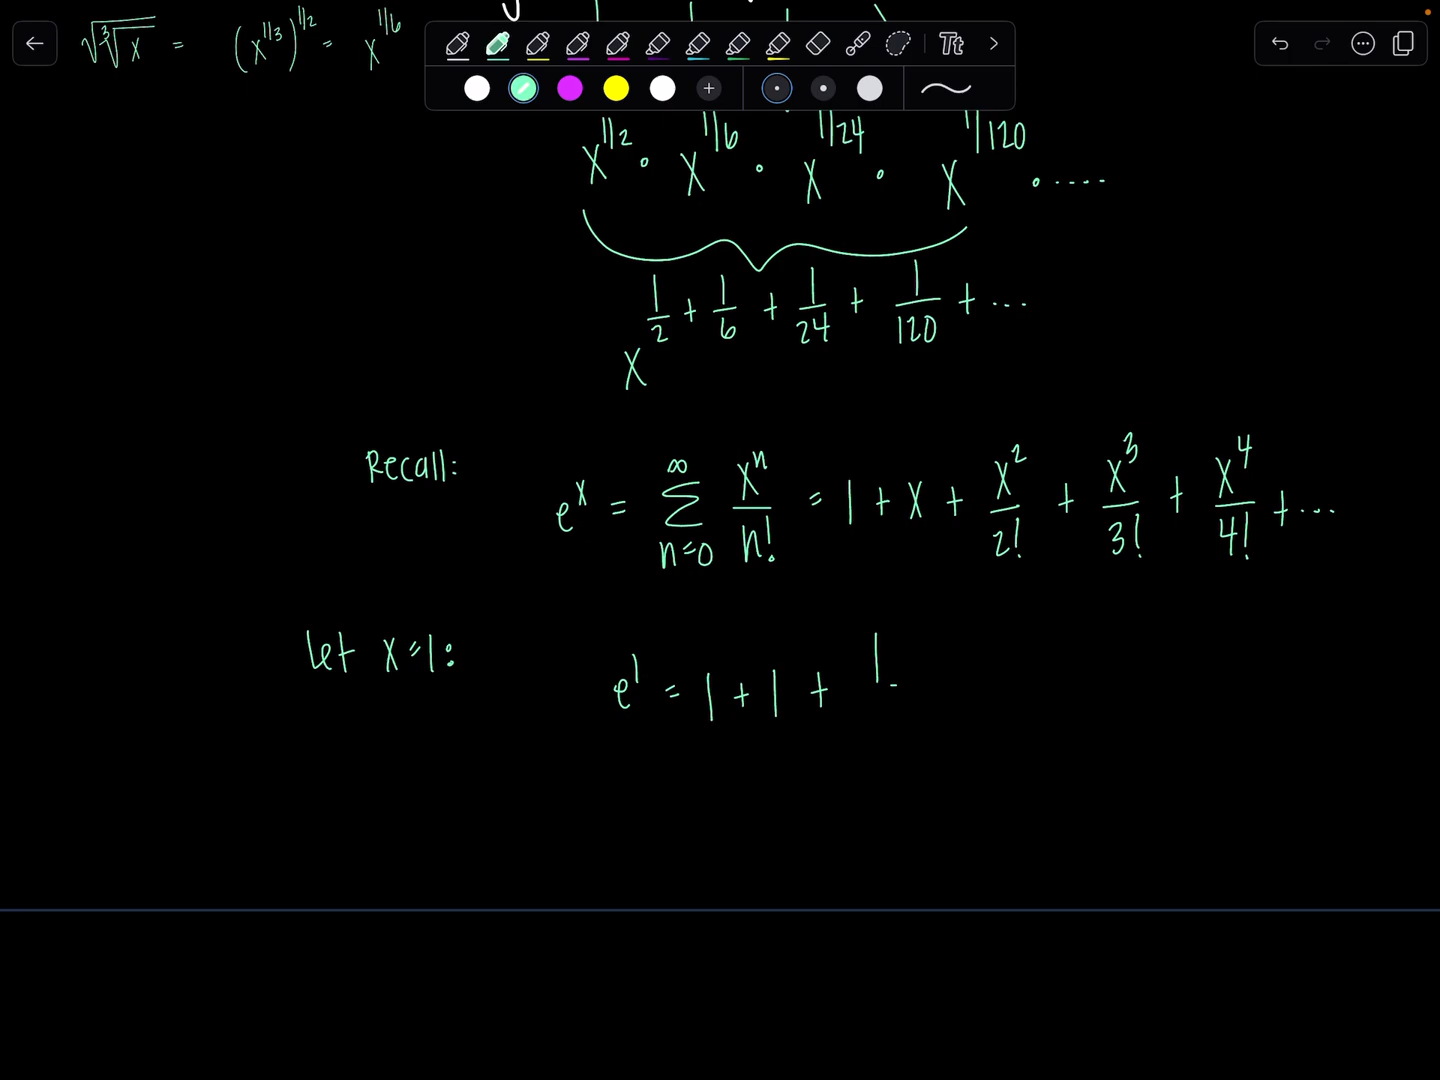 √∛x = (x^{1/3})^{1/2} = x^{1/6}
Tt
x^{1/2} · x^{1/6} · x^{1/24} · x^{1/120} · ....
x^{1/2 + 1/6 + 1/24 + 1/120 + ...}
Recall: e^x = ∑_{n=0}^{∞} x^n/n! = 1 + x + x^2/2! + x^3/3! + x^4/4! + ...
let x=1: e^1 = 1 + 1 + 1